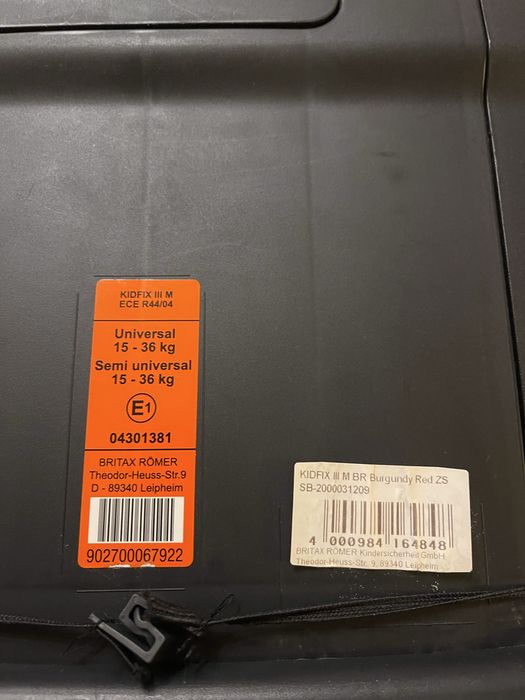 KIDFIX III M
ECE R44/04
Universal
15 - 36 kg
Semi universal
15 - 36 kg
E1
04301381
BRITAX RÖMER
Theodor-Heuss-Str.9
D - 89340 Leipheim
902700067922
KIDFIX III M BR Burgundy Red ZS
SB-2000031209
4 000984 164848
BRITAX RÖMER Kindersicherheit GmbH
Theodor-Heuss-Str. 9, 89340 Leipheim